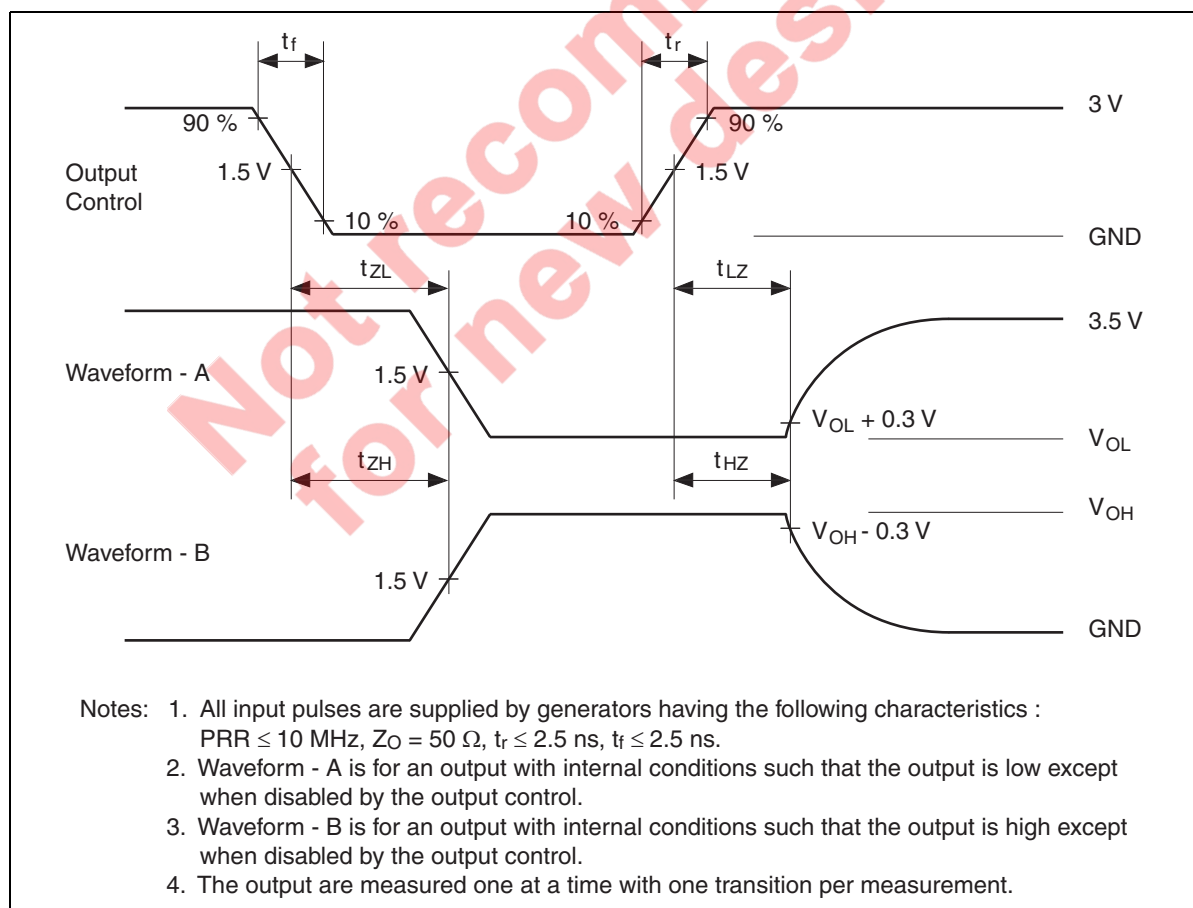 tf
tr
3 V
90 %
90 %
Output
Control
1.5 V
1.5 V
10 %
10 %
GND
tZL
tLZ
3.5 V
Waveform - A
1.5 V
VOL + 0.3 V
VOL
tZH
tHZ
VOH
VOH - 0.3 V
Waveform - B
1.5 V
GND
Notes: 1. All input pulses are supplied by generators having the following characteristics :
PRR ≤ 10 MHz, ZO = 50 Ω, tr ≤ 2.5 ns, tf ≤ 2.5 ns.
2. Waveform - A is for an output with internal conditions such that the output is low except
when disabled by the output control.
3. Waveform - B is for an output with internal conditions such that the output is high except
when disabled by the output control.
4. The output are measured one at a time with one transition per measurement.
Not recom
for new desi